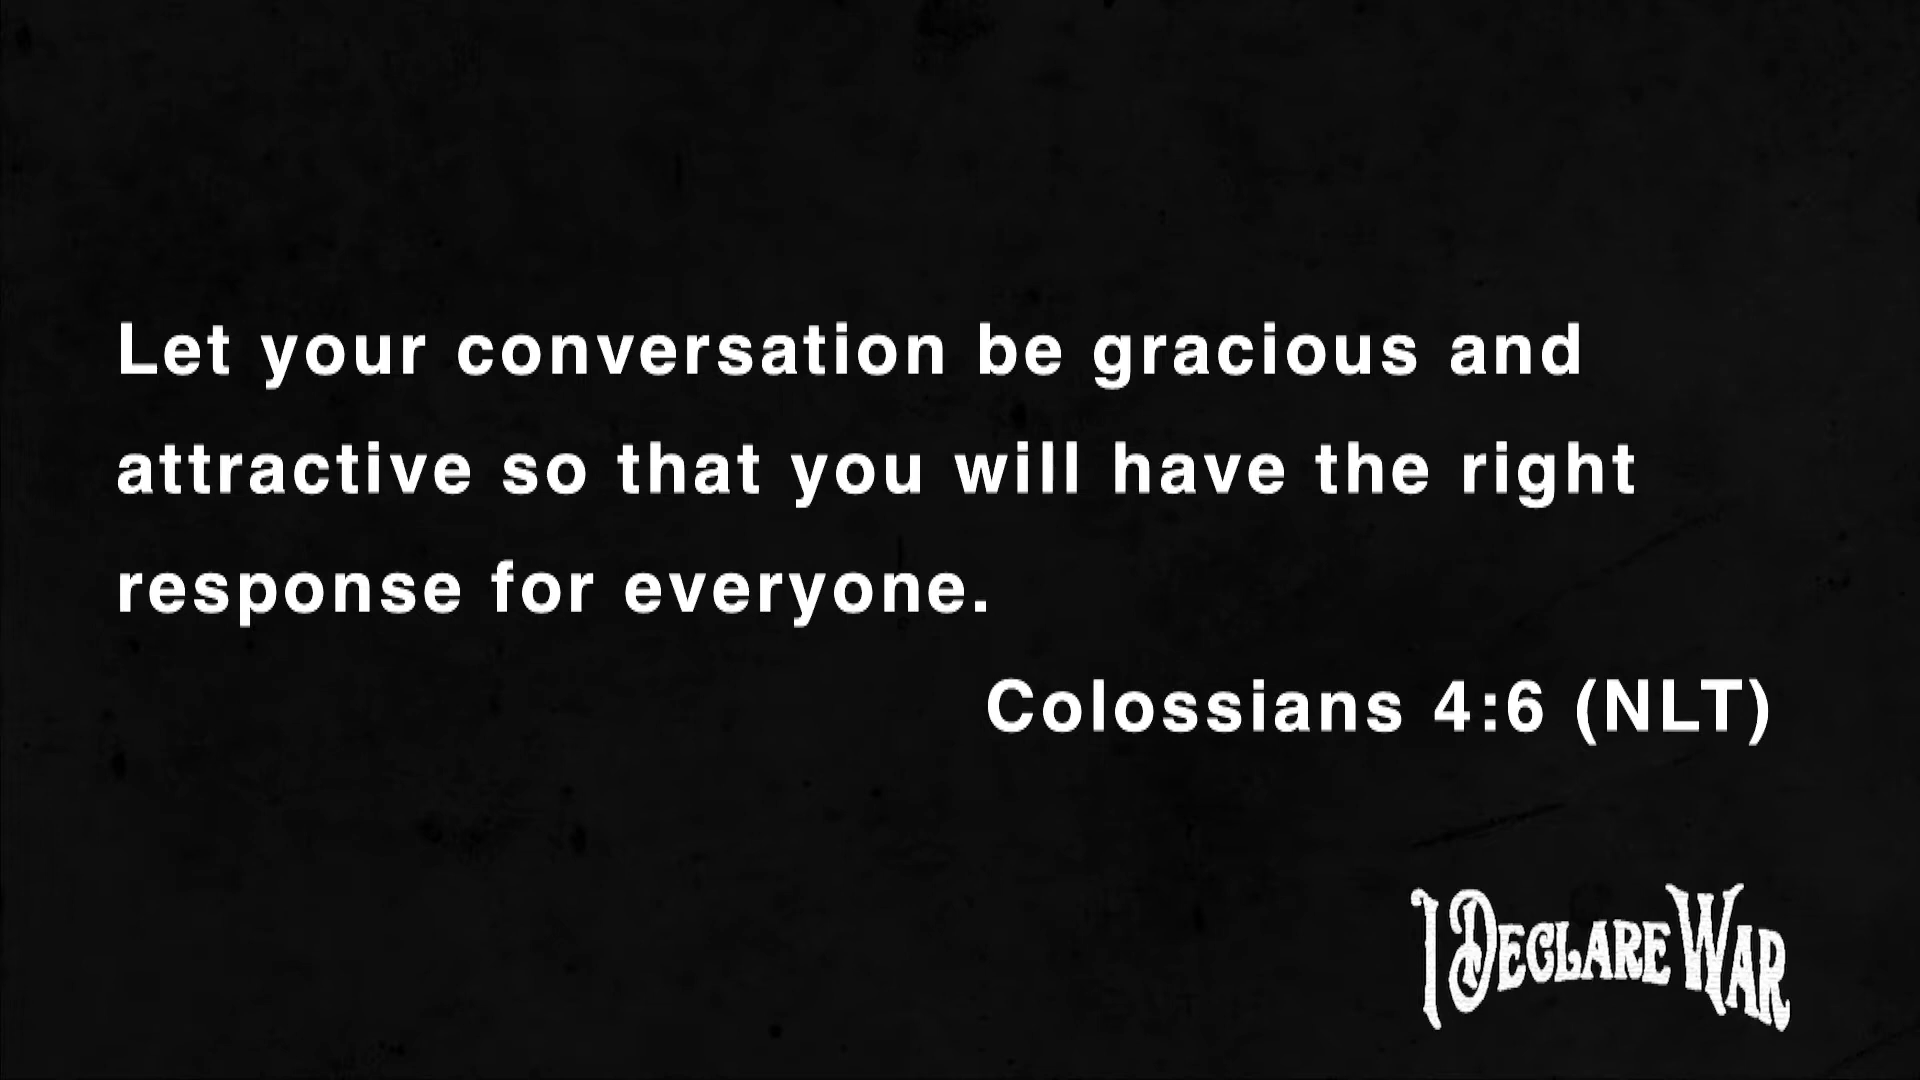 Let your conversation be gracious and
attractive so that you will have the right
response for everyone.
Colossians 4:6 (NLT)
I DECLARE WAR